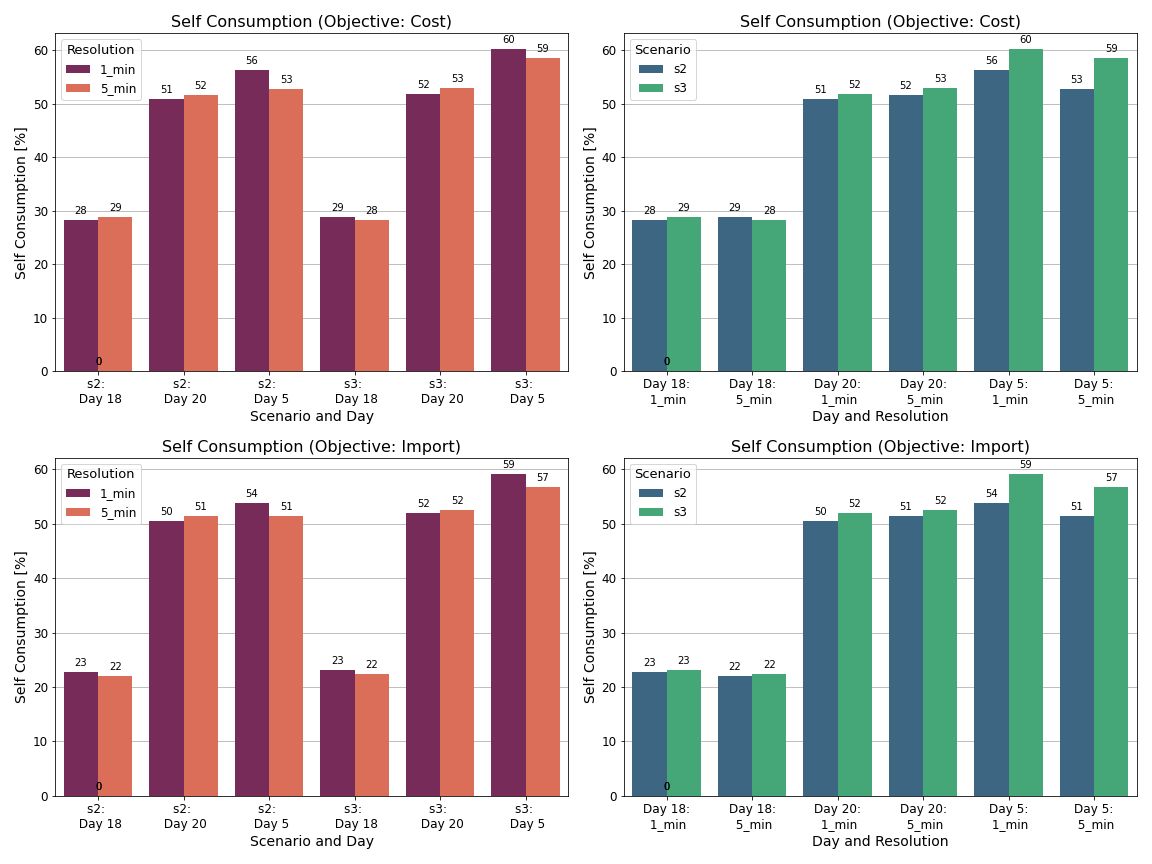 Self Consumption (Objective: Cost)
Self Consumption [%]
60
50
40
30
20
10
0
Resolution
1_min
5_min
28
29
51
52
56
53
29
28
52
53
60
59
0
s2:
Day 18
s2:
Day 20
s2:
Day 5
s3:
Day 18
s3:
Day 20
s3:
Day 5
Scenario and Day
Self Consumption (Objective: Cost)
Self Consumption [%]
60
50
40
30
20
10
0
Scenario
s2
s3
28
29
29
28
51
52
52
53
56
60
53
59
0
Day 18:
1_min
Day 18:
5_min
Day 20:
1_min
Day 20:
5_min
Day 5:
1_min
Day 5:
5_min
Day and Resolution
Self Consumption (Objective: Import)
Self Consumption [%]
60
50
40
30
20
10
0
Resolution
1_min
5_min
23
22
50
51
54
51
23
22
52
52
59
57
0
s2:
Day 18
s2:
Day 20
s2:
Day 5
s3:
Day 18
s3:
Day 20
s3:
Day 5
Scenario and Day
Self Consumption (Objective: Import)
Self Consumption [%]
60
50
40
30
20
10
0
Scenario
s2
s3
23
23
22
22
50
52
51
52
54
59
51
57
0
Day 18:
1_min
Day 18:
5_min
Day 20:
1_min
Day 20:
5_min
Day 5:
1_min
Day 5:
5_min
Day and Resolution